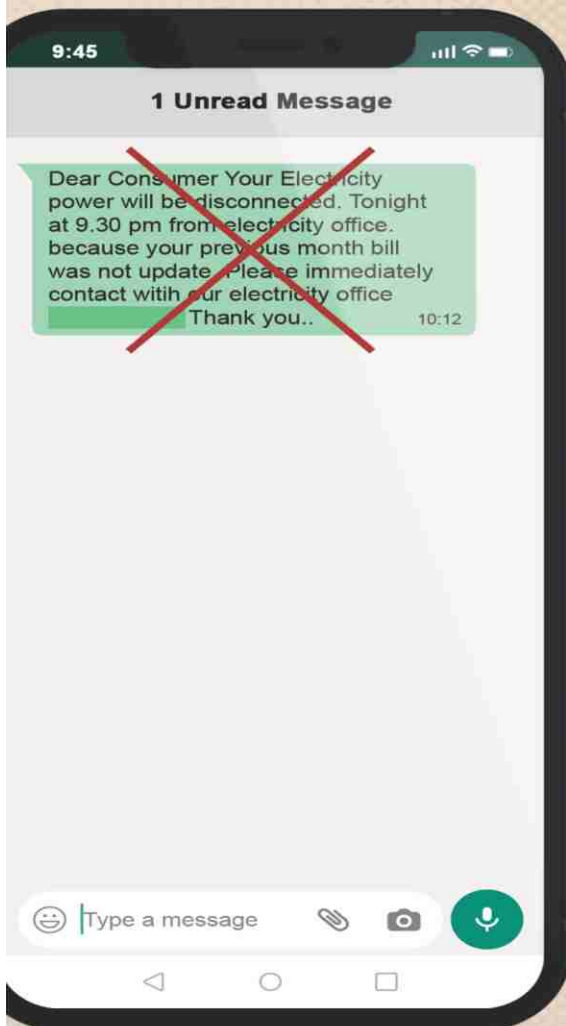 9:45
1 Unread Message
Dear Consumer Your Electricity
power will be disconnected. Tonight
at 9.30 pm from electricity office.
because your previous month bill
was not update. Please immediately
contact witih our electricity office
Thank you.. 10:12
Type a message